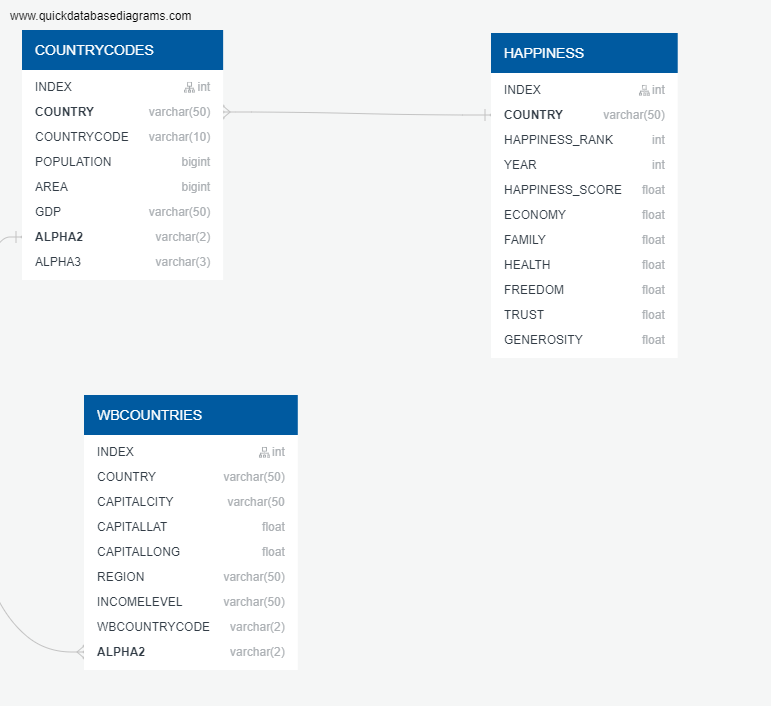 www.quickdatabasediagrams.com
COUNTRYCODES
INDEX int
COUNTRY varchar(50)
COUNTRYCODE varchar(10)
POPULATION bigint
AREA bigint
GDP varchar(50)
ALPHA2 varchar(2)
ALPHA3 varchar(3)
HAPPINESS
INDEX int
COUNTRY varchar(50)
HAPPINESS_RANK int
YEAR int
HAPPINESS_SCORE float
ECONOMY float
FAMILY float
HEALTH float
FREEDOM float
TRUST float
GENEROSITY float
WBCOUNTRIES
INDEX int
COUNTRY varchar(50)
CAPITALCITY varchar(50
CAPITALLAT float
CAPITALLONG float
REGION varchar(50)
INCOMELEVEL varchar(50)
WBCOUNTRYCODE varchar(2)
ALPHA2 varchar(2)